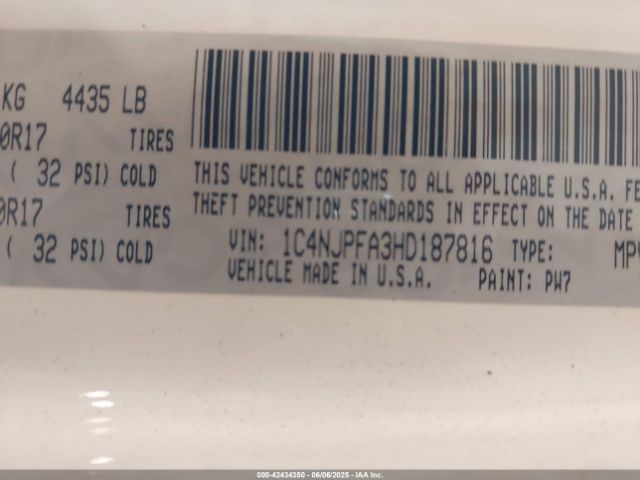 KG 4435 LB
0R17 TIRES
( 32 PSI) COLD
0R17 TIRES
( 32 PSI) COLD
THIS VEHICLE CONFORMS TO ALL APPLICABLE U.S.A. FE
THEFT PREVENTION STANDARDS IN EFFECT ON THE DATE
VIN: 1C4NJPFA3HD187816 TYPE: MPV
VEHICLE MADE IN U.S.A. PAINT: PW7
000-42434350 - 06/06/2025 - IAA Inc.